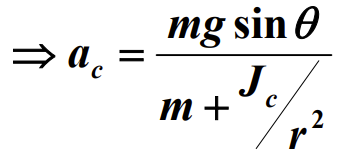 ⇒ a_c = (mg sin θ) / (m + J_c / r²)